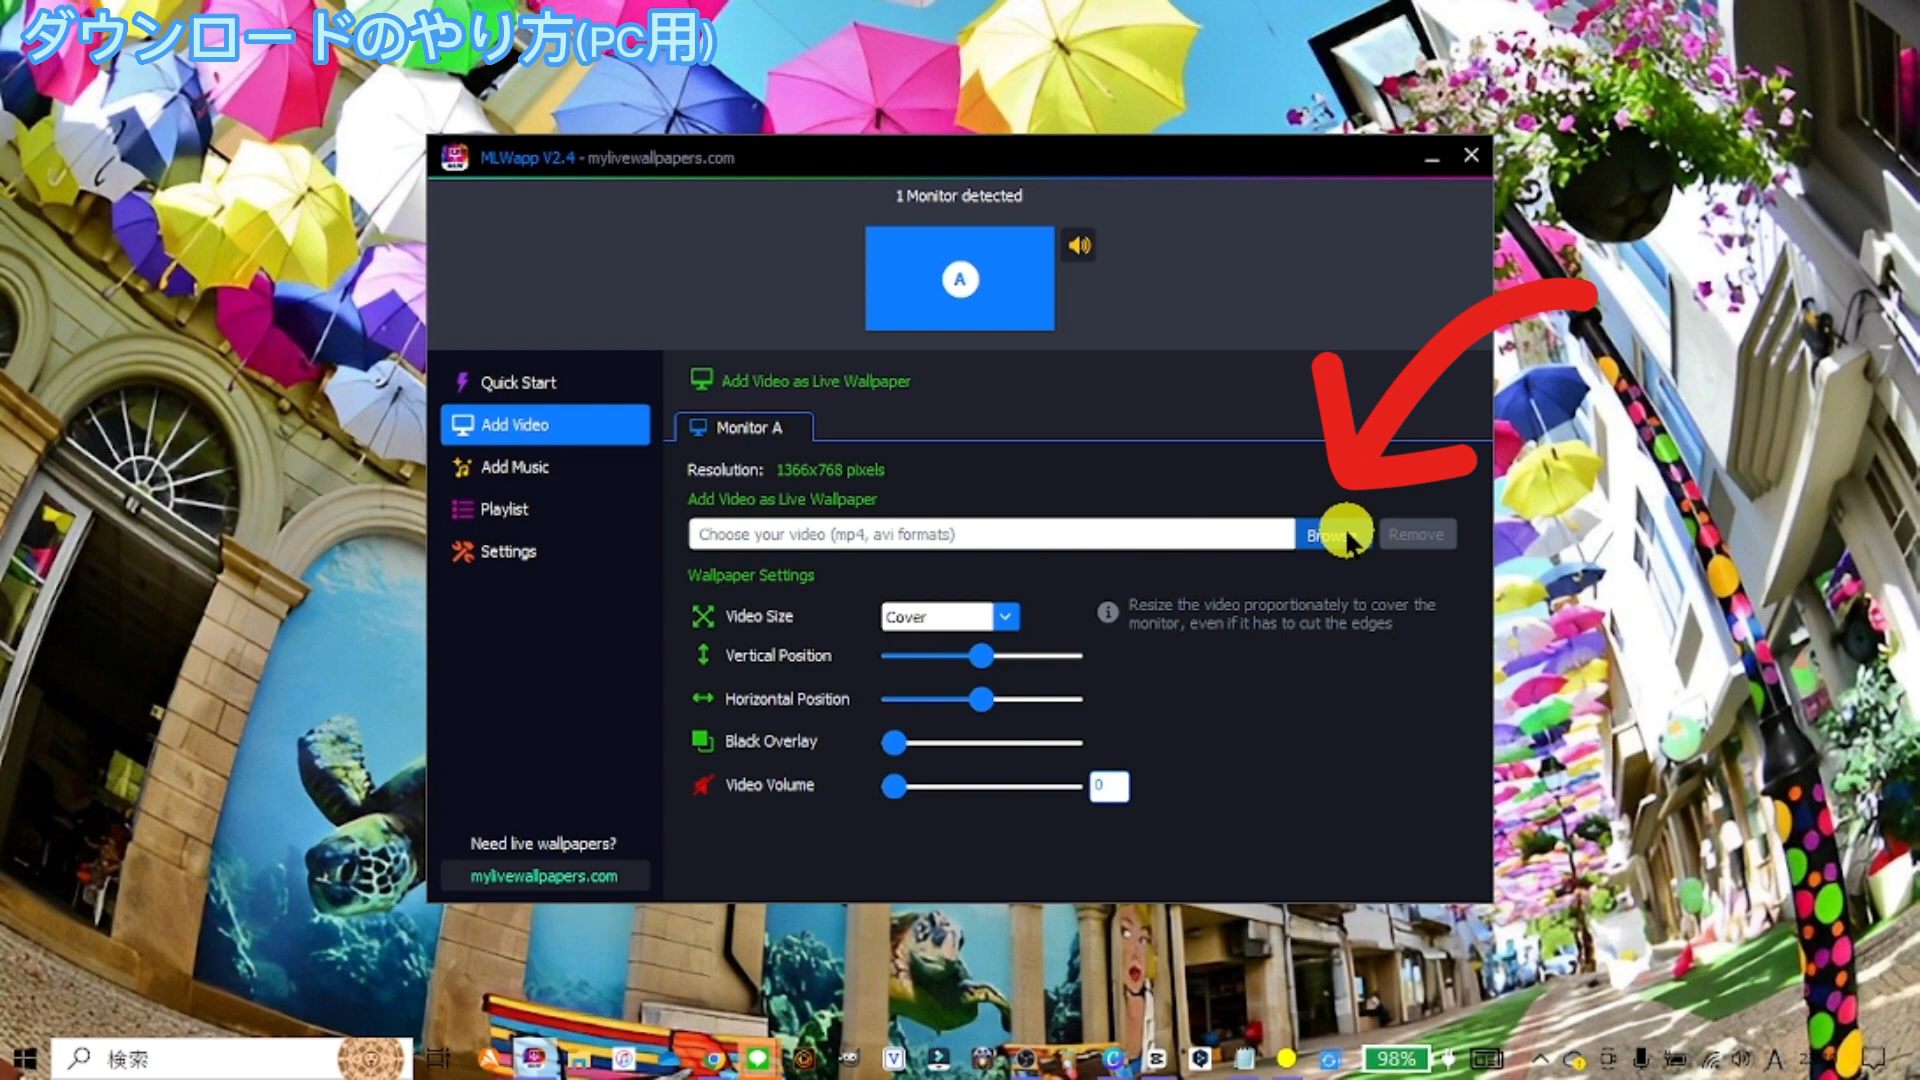 ダウンロードのやり方(PC用)
MLWapp V2.4 - mylivewallpapers.com
1 Monitor detected
A
Quick Start
Add Video
Add Music
Playlist
Settings
Need live wallpapers?
mylivewallpapers.com
Add Video as Live Wallpaper
Monitor A
Resolution: 1366x768 pixels
Add Video as Live Wallpaper
Choose your video (mp4, avi formats)
Remove
Wallpaper Settings
Video Size
Cover
Resize the video proportionately to cover the
monitor, even if it has to cut the edges
Vertical Position
Horizontal Position
Black Overlay
Video Volume
0
検索
98%
A